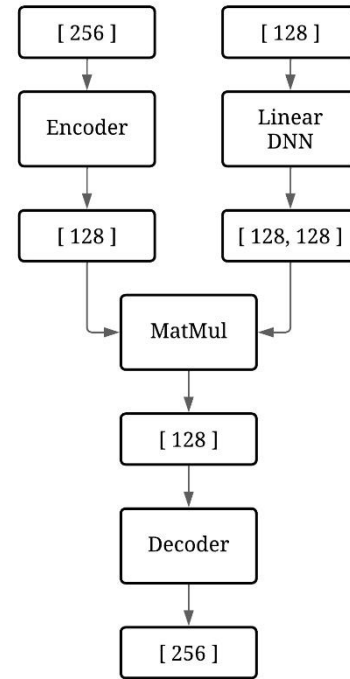 [ 256 ]
[ 128 ]
Encoder
Linear
DNN
[ 128 ]
[ 128, 128 ]
MatMul
[ 128 ]
Decoder
[ 256 ]